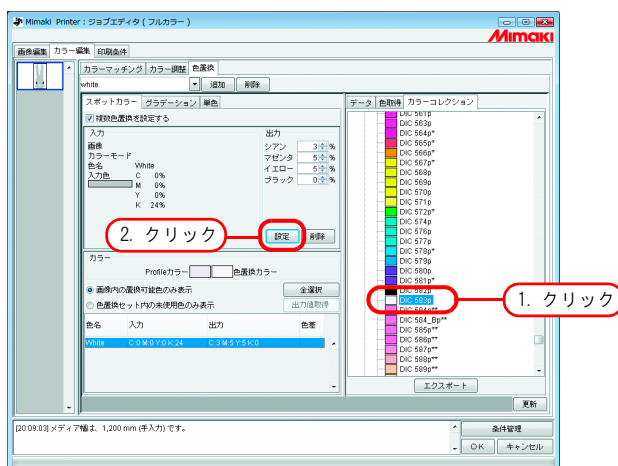 Mimaki Printer : ジョブエディタ ( フルカラー )
Mimaki
画像編集 カラー編集 印刷条件
カラーマッチング カラー調整 色置換
white 追加 削除
スポットカラー グラデーション 単色
複数色置換を設定する
入力
画像
カラーモード
色名 White
入力色 C 0%
M 0%
Y 0%
K 24%
出力
シアン 3 %
マゼンタ 5 %
イエロー 5 %
ブラック 0 %
2. クリック
設定 削除
カラー
Profileカラー 色置換カラー
画像内の置換可能色のみ表示 全選択
色置換セット内の未使用色のみ表示 出力値取得
色名 入力 出力 色差
White C:0 M:0 Y:0 K:24 C:3 M:5 Y:5 K:0
データ 色取得 カラーコレクション
DIC 561p
DIC 563p
DIC 564p*
DIC 565p*
DIC 566p*
DIC 567p*
DIC 568p
DIC 569p
DIC 570p
DIC 571p
DIC 572p*
DIC 574p
DIC 576p
DIC 577p
DIC 578p*
DIC 579p
DIC 580p
DIC 581p*
DIC 582p
DIC 583p
DIC 584p**
DIC 584_Bp**
DIC 585p**
DIC 586p**
DIC 587p**
DIC 588p**
DIC 589p**
1. クリック
エクスポート
更新
[20:09:03] メディア幅は、1,200 mm (手入力) です。
条件管理
OK キャンセル